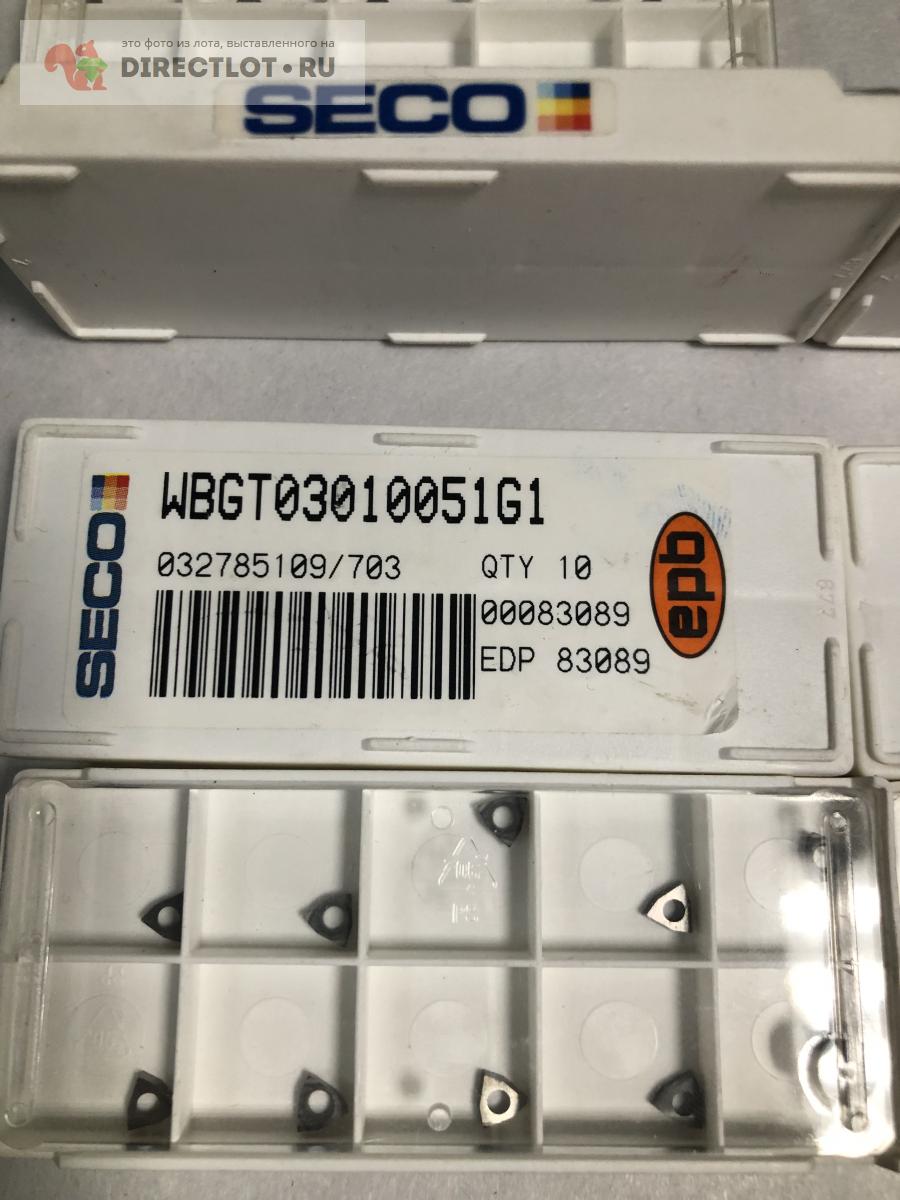 это фото из лота, выставленного на
DIRECTLOT•RU
SECO
WBGT03010051G1
SECO
032785109/703 QTY 10
00083089
EDP 83089
epb